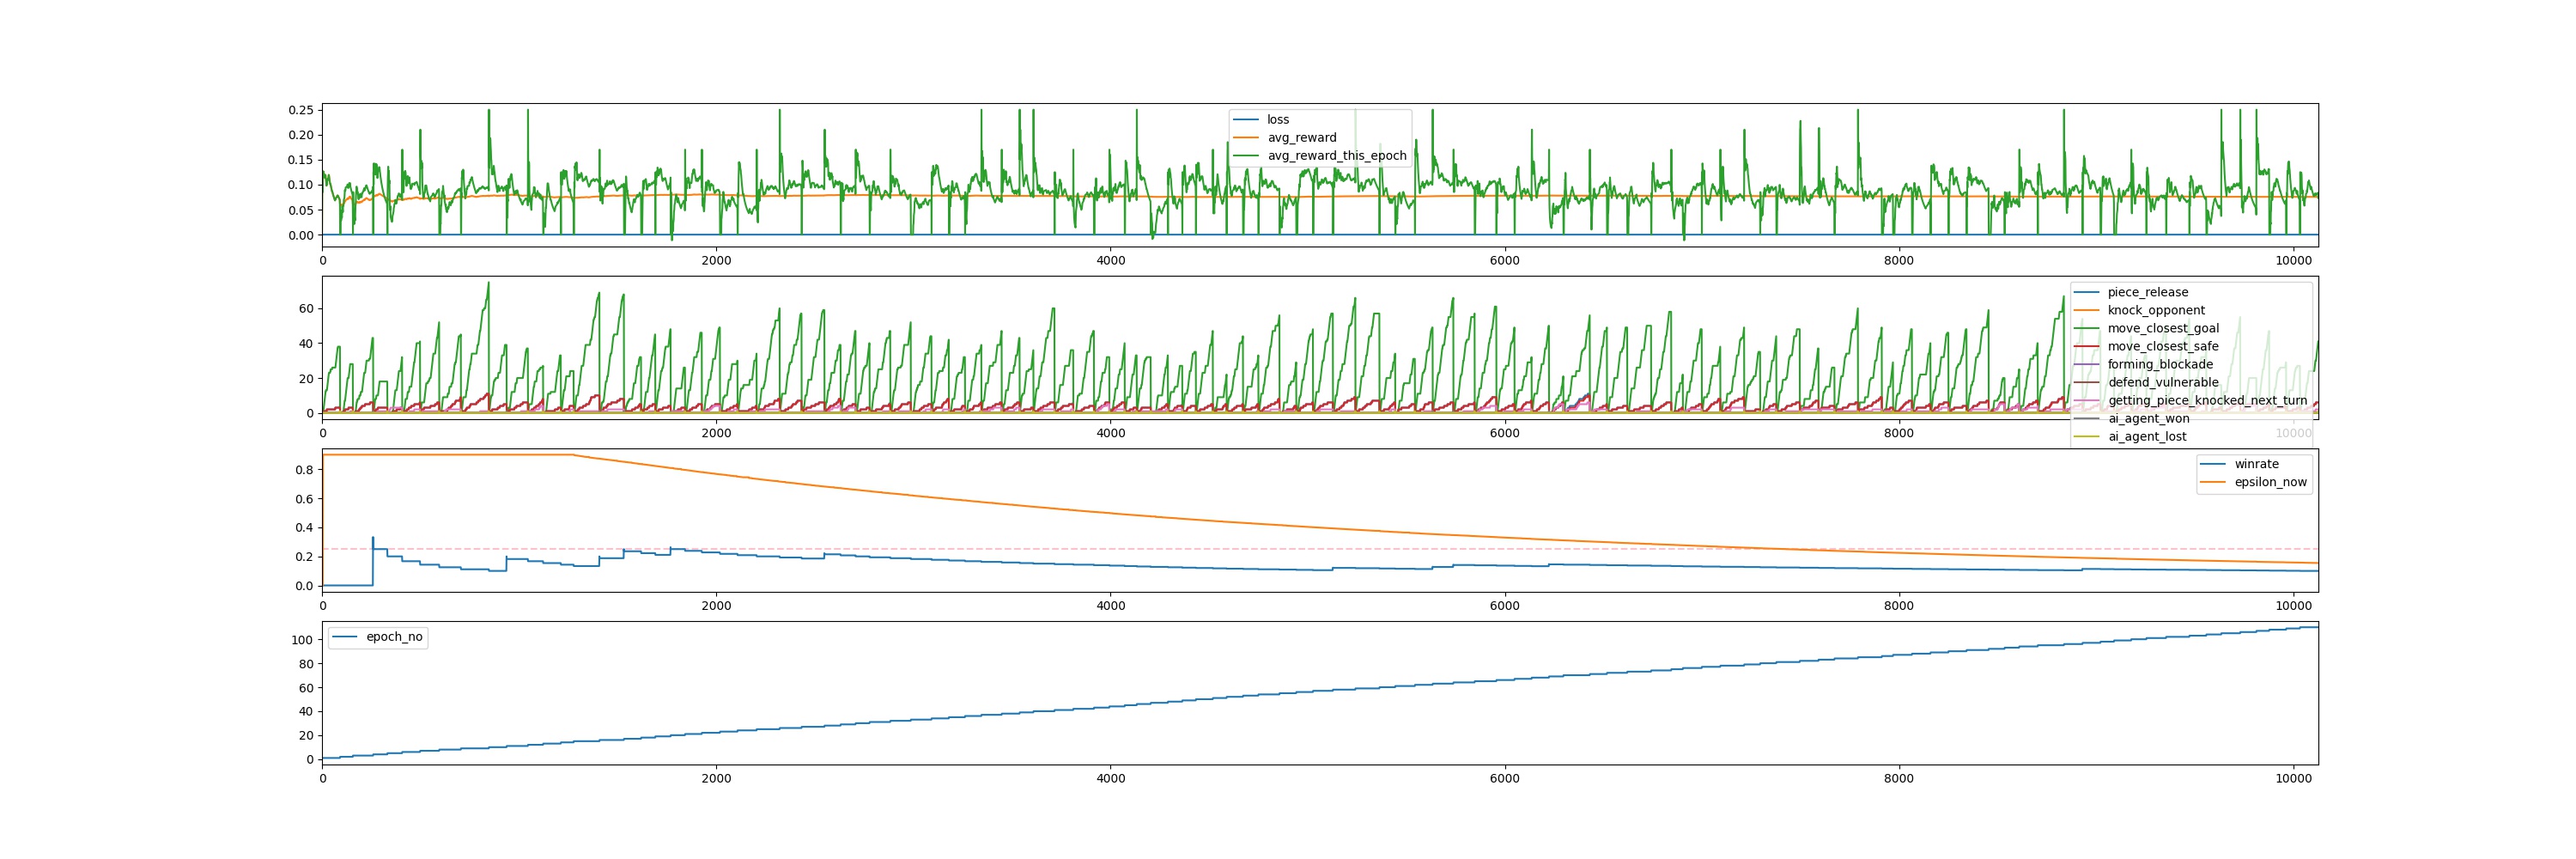 0.25
0.20
0.15
0.10
0.05
0.00
loss
avg_reward
avg_reward_this_epoch
0 2000 4000 6000 8000 10000
60
40
20
0
piece_release
knock_opponent
move_closest_goal
move_closest_safe
forming_blockade
defend_vulnerable
getting_piece_knocked_next_turn
ai_agent_won
ai_agent_lost
0 2000 4000 6000 8000 10000
0.8
0.6
0.4
0.2
0.0
winrate
epsilon_now
0 2000 4000 6000 8000 10000
100
80
60
40
20
0
epoch_no
0 2000 4000 6000 8000 10000